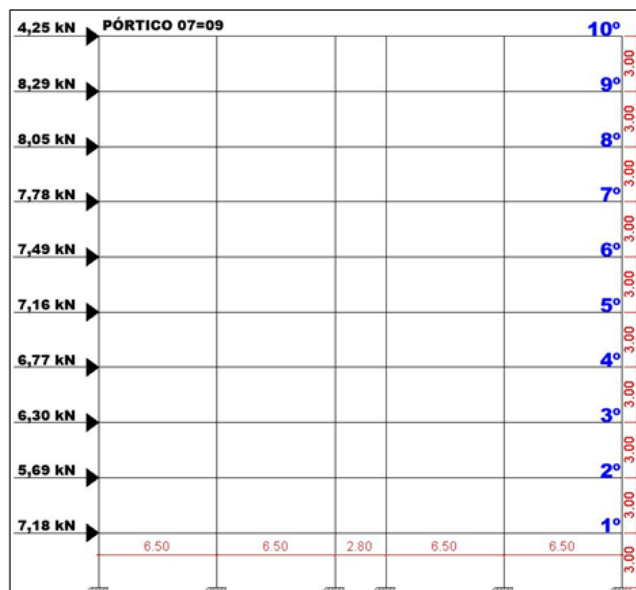 4,25 kN PÓRTICO 07=09 10º
3.00
8,29 kN 9º
3.00
8,05 kN 8º
3.00
7,78 kN 7º
3.00
7,49 kN 6º
3.00
7,16 kN 5º
3.00
6,77 kN 4º
3.00
6,30 kN 3º
3.00
5,69 kN 2º
3.00
7,18 kN 1º
6.50 6.50 2.80 6.50 6.50
3.00